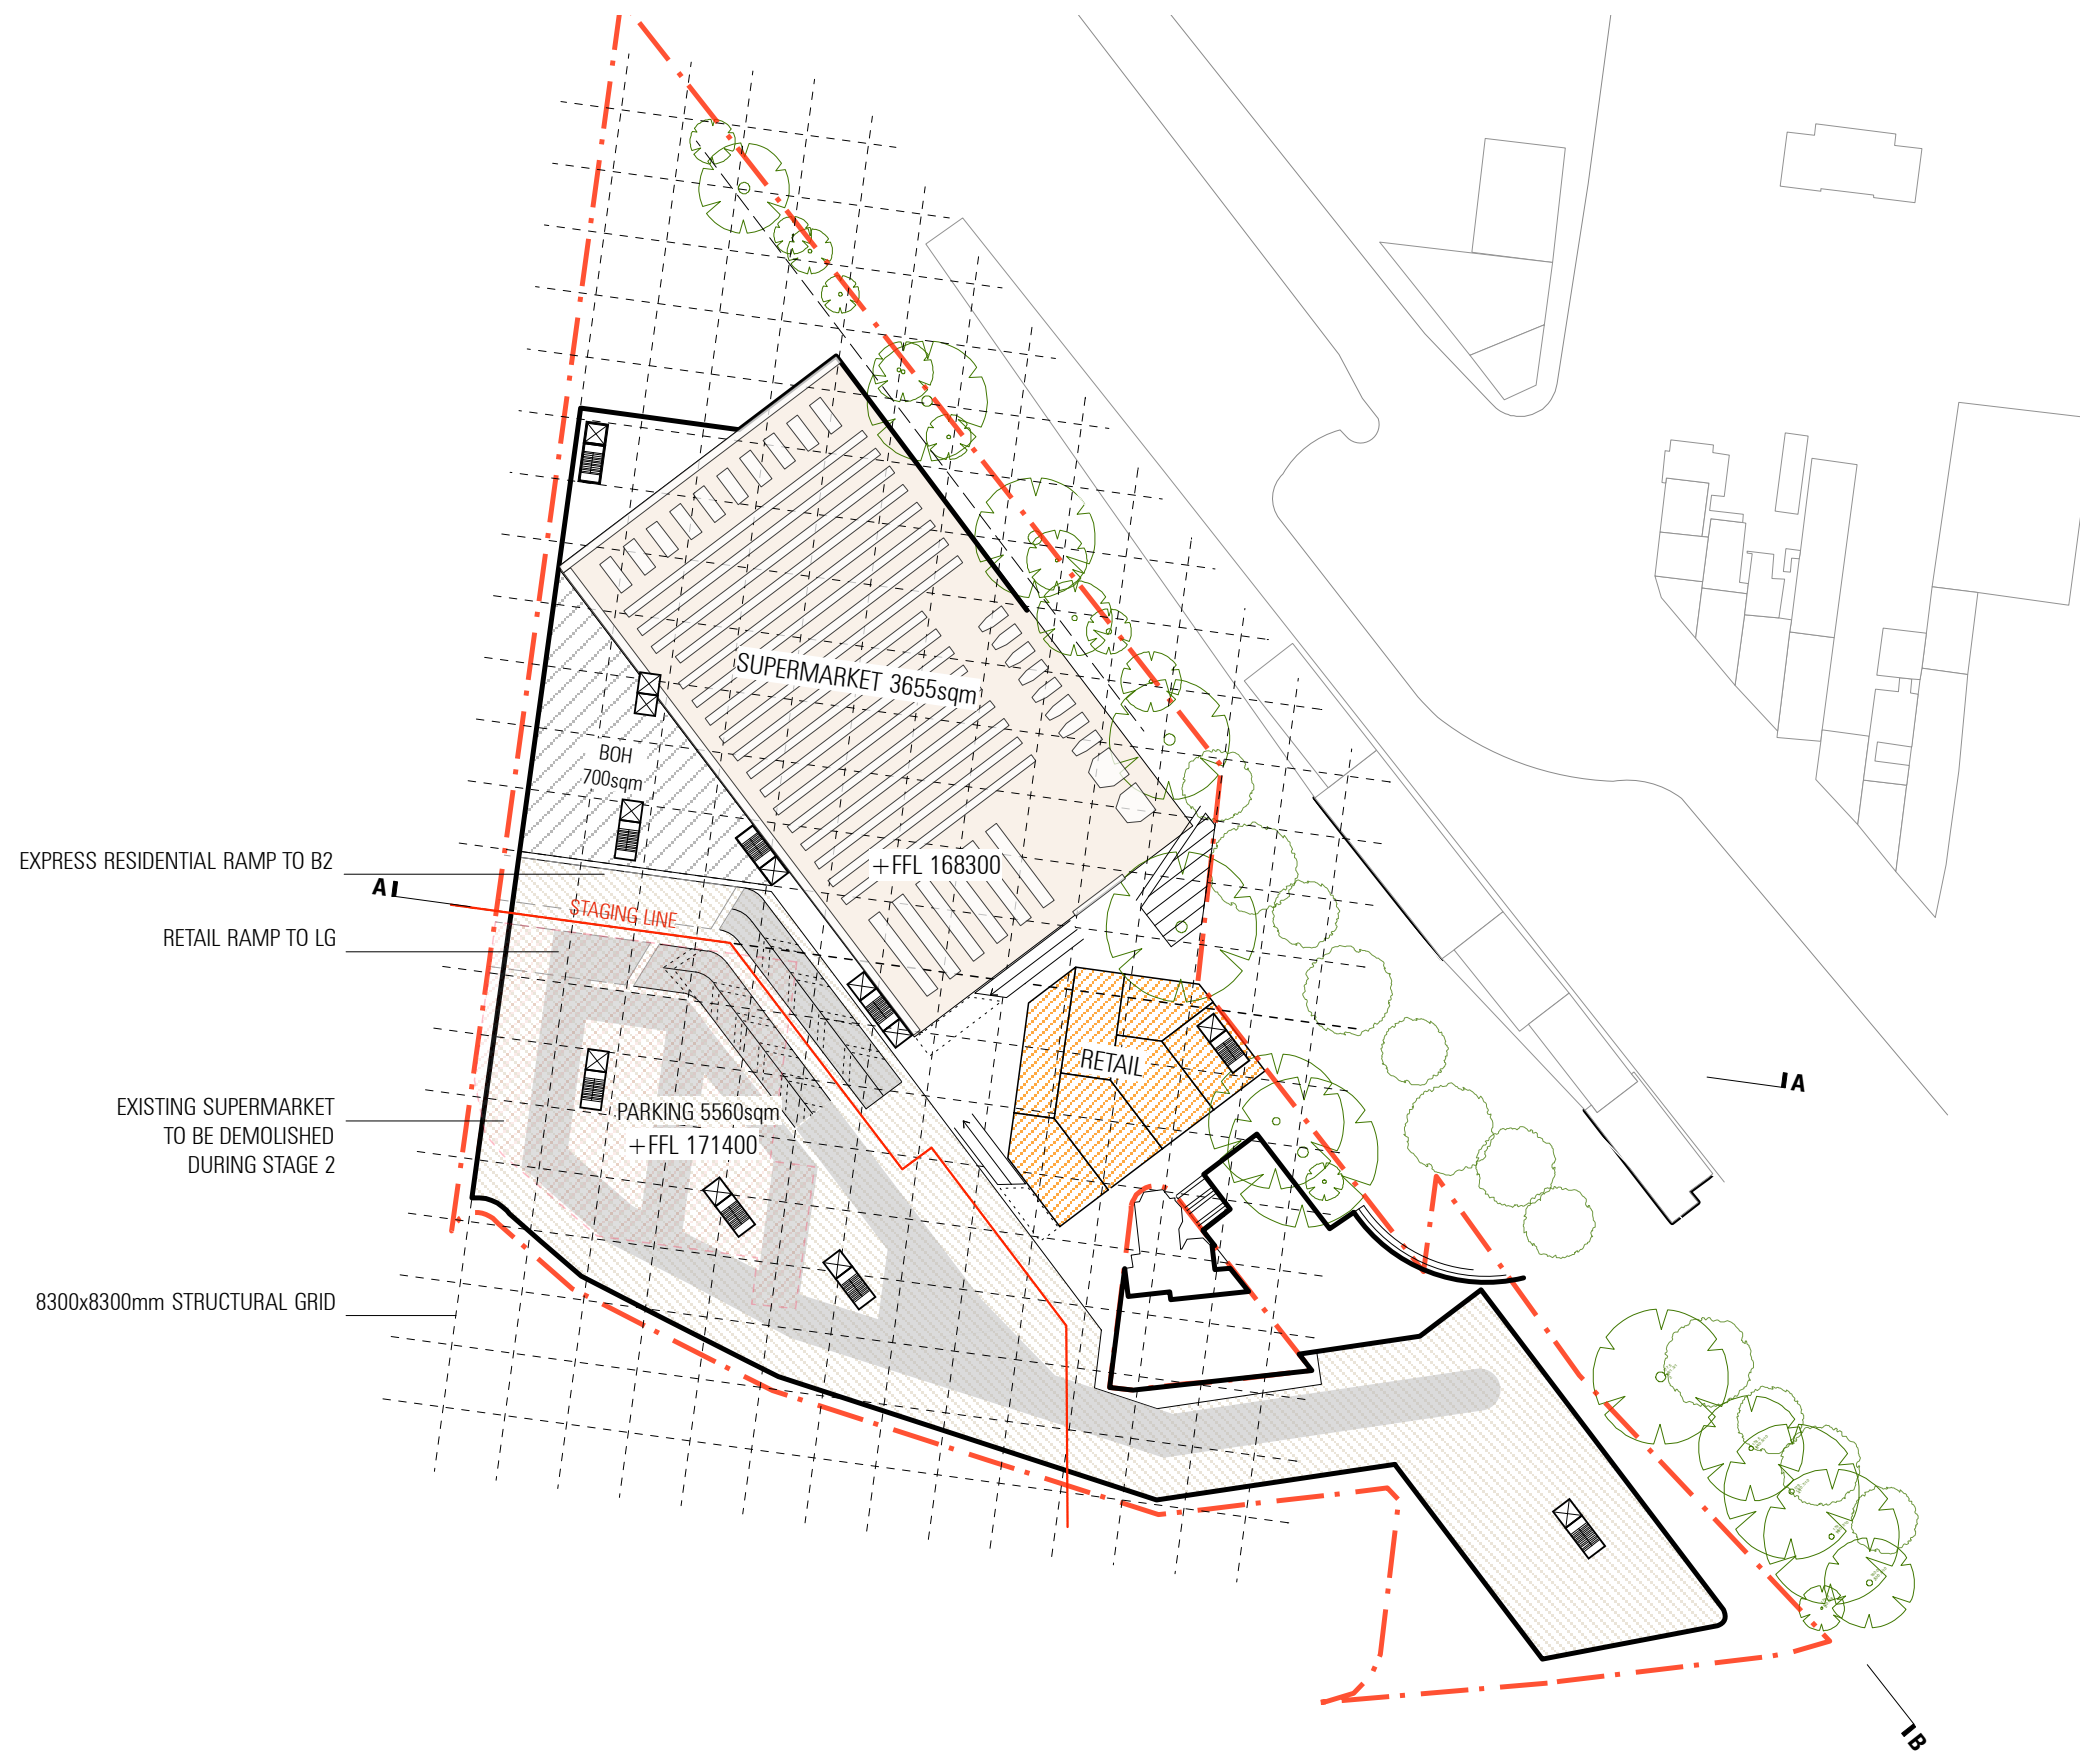 SUPERMARKET 3655sqm
BOH
700sqm
EXPRESS RESIDENTIAL RAMP TO B2
+FFL 168300
A
STAGING LINE
RETAIL RAMP TO LG
RETAIL
A
EXISTING SUPERMARKET
TO BE DEMOLISHED
DURING STAGE 2
PARKING 5560sqm
+FFL 171400
8300x8300mm STRUCTURAL GRID
B